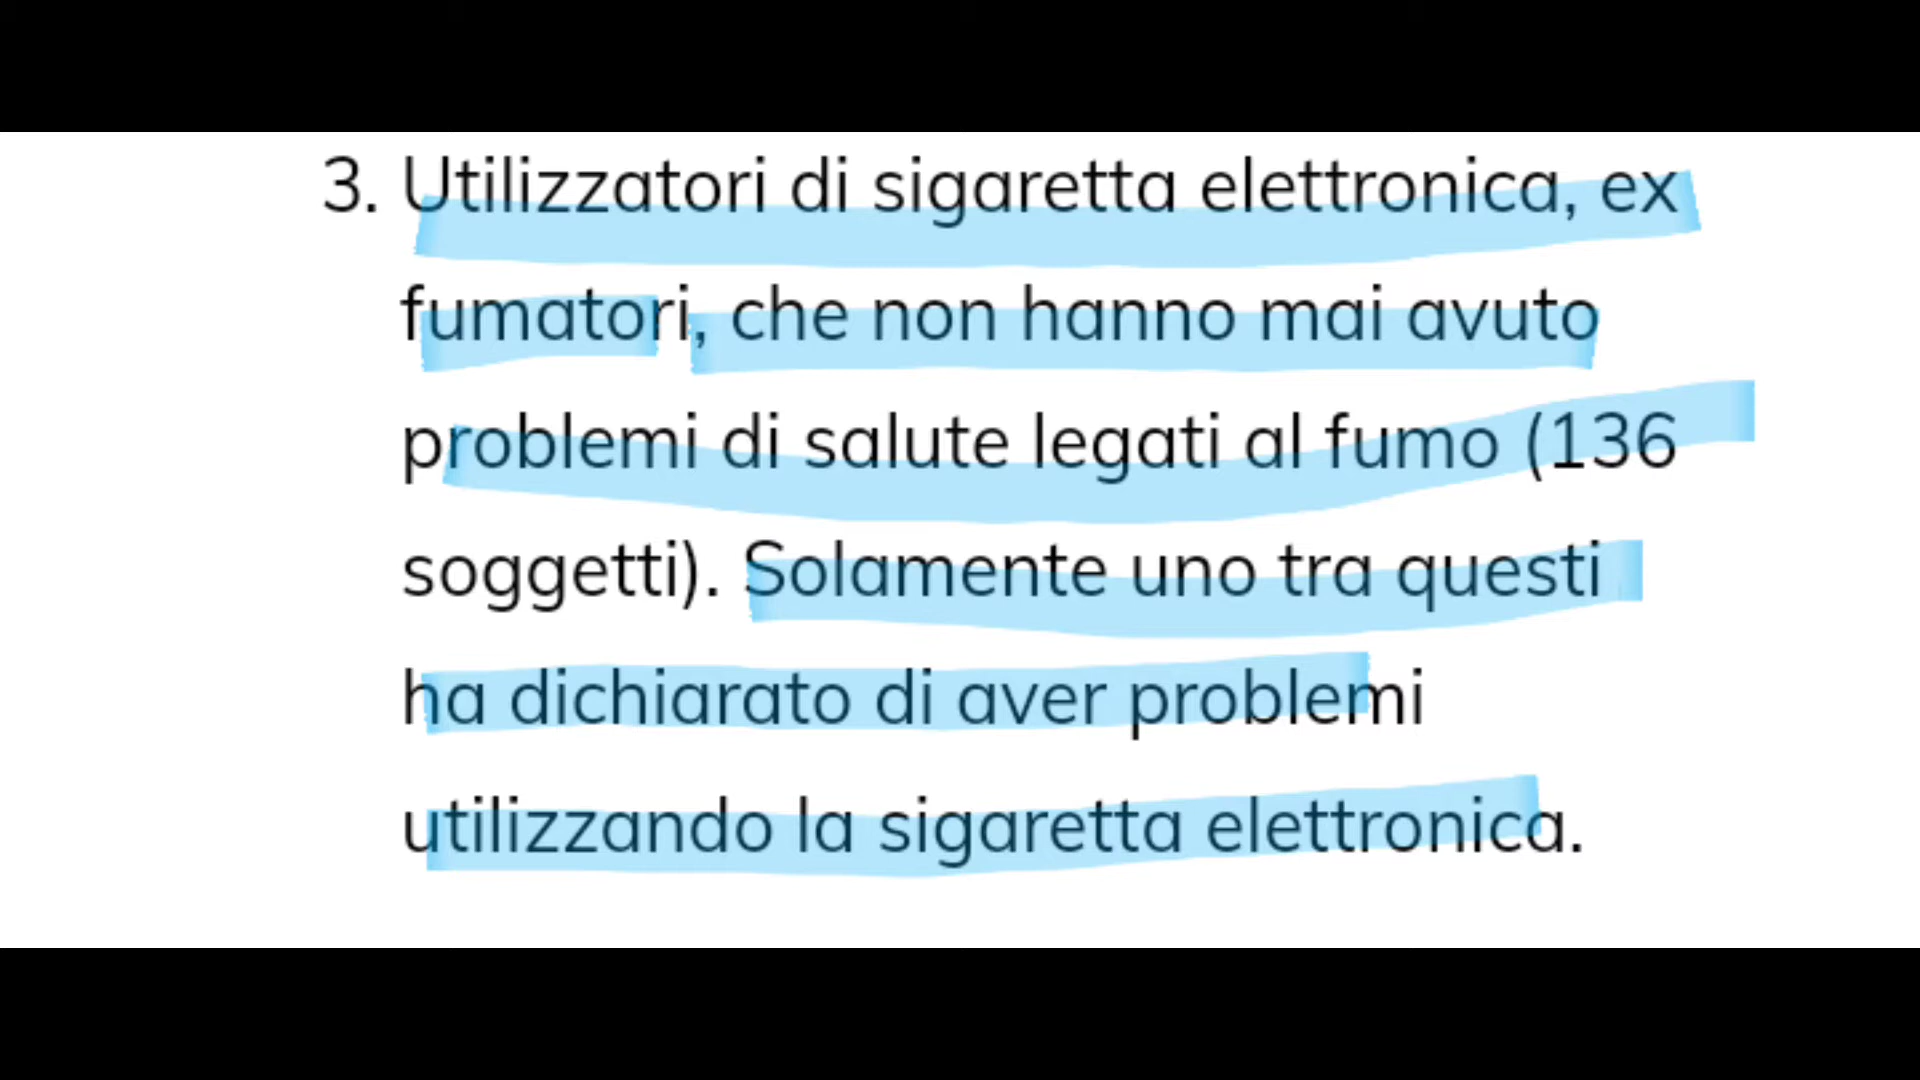 3. Utilizzatori di sigaretta elettronica, ex
fumatori, che non hanno mai avuto
problemi di salute legati al fumo (136
soggetti). Solamente uno tra questi
ha dichiarato di aver problemi
utilizzando la sigaretta elettronica.